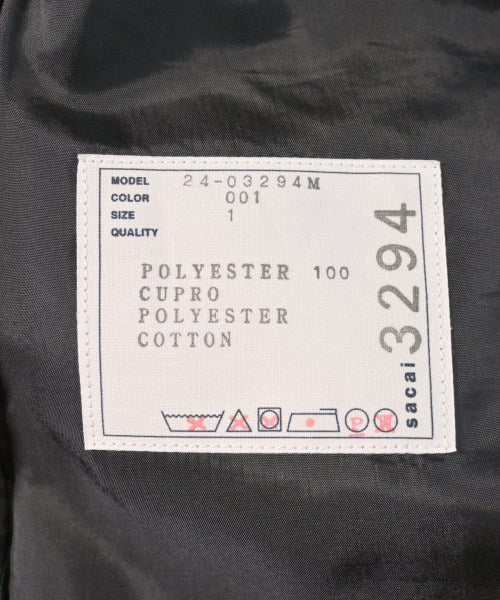 MODEL 24-03294M
COLOR 001
SIZE 1
QUALITY
POLYESTER 100
CUPRO
POLYESTER
COTTON
P W
sacai 3294